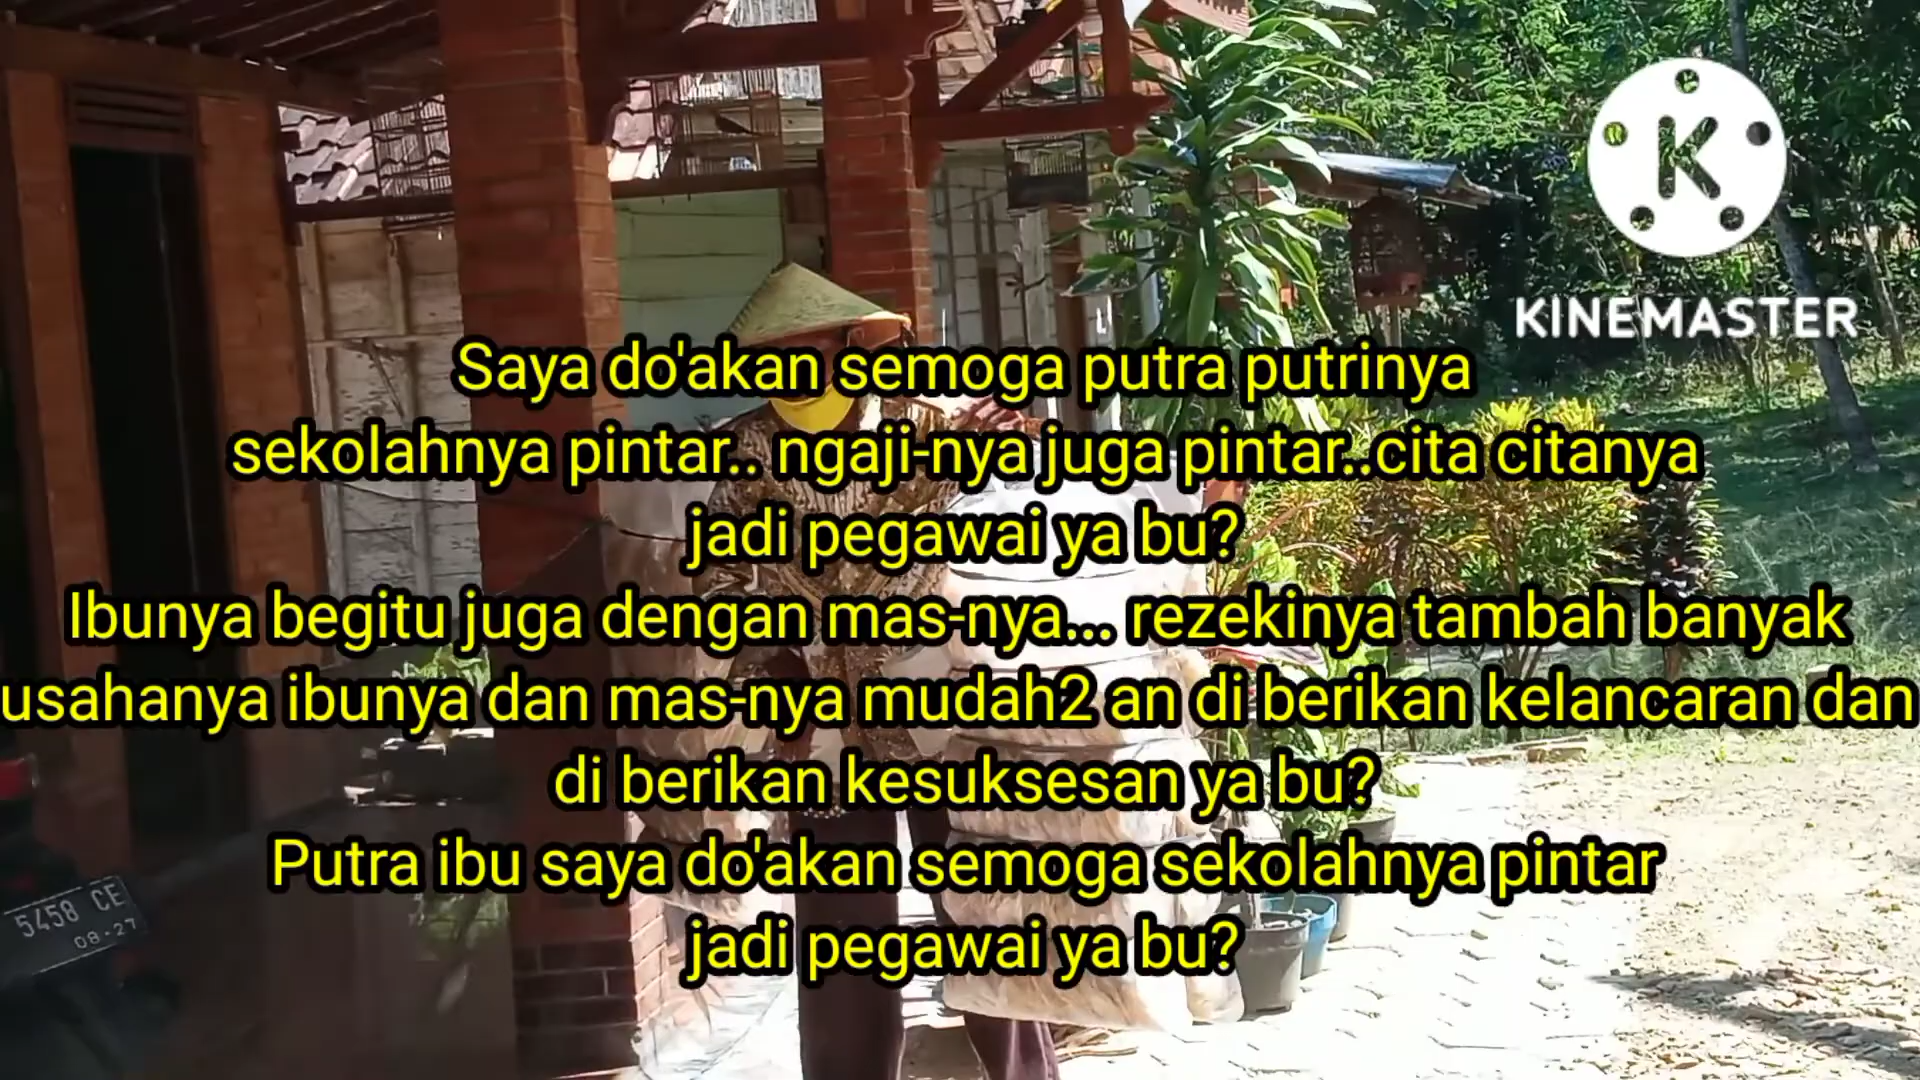 K
KINEMASTER
Saya do'akan semoga putra putrinya
sekolahnya pintar.. ngaji-nya juga pintar..cita citanya
jadi pegawai ya bu?
Ibunya begitu juga dengan mas-nya... rezekinya tambah banyak
usahanya ibunya dan mas-nya mudah2 an di berikan kelancaran dan
di berikan kesuksesan ya bu?
Putra ibu saya do'akan semoga sekolahnya pintar
jadi pegawai ya bu?
5458 CE
08-27